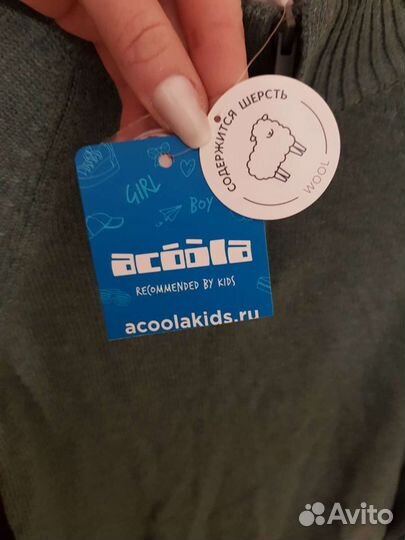 СОДЕРЖИТСЯ ШЕРСТЬ
WOOL
GIRL
BOY
acoola
RECOMMENDED BY KIDS
acoolakids.ru
Avito